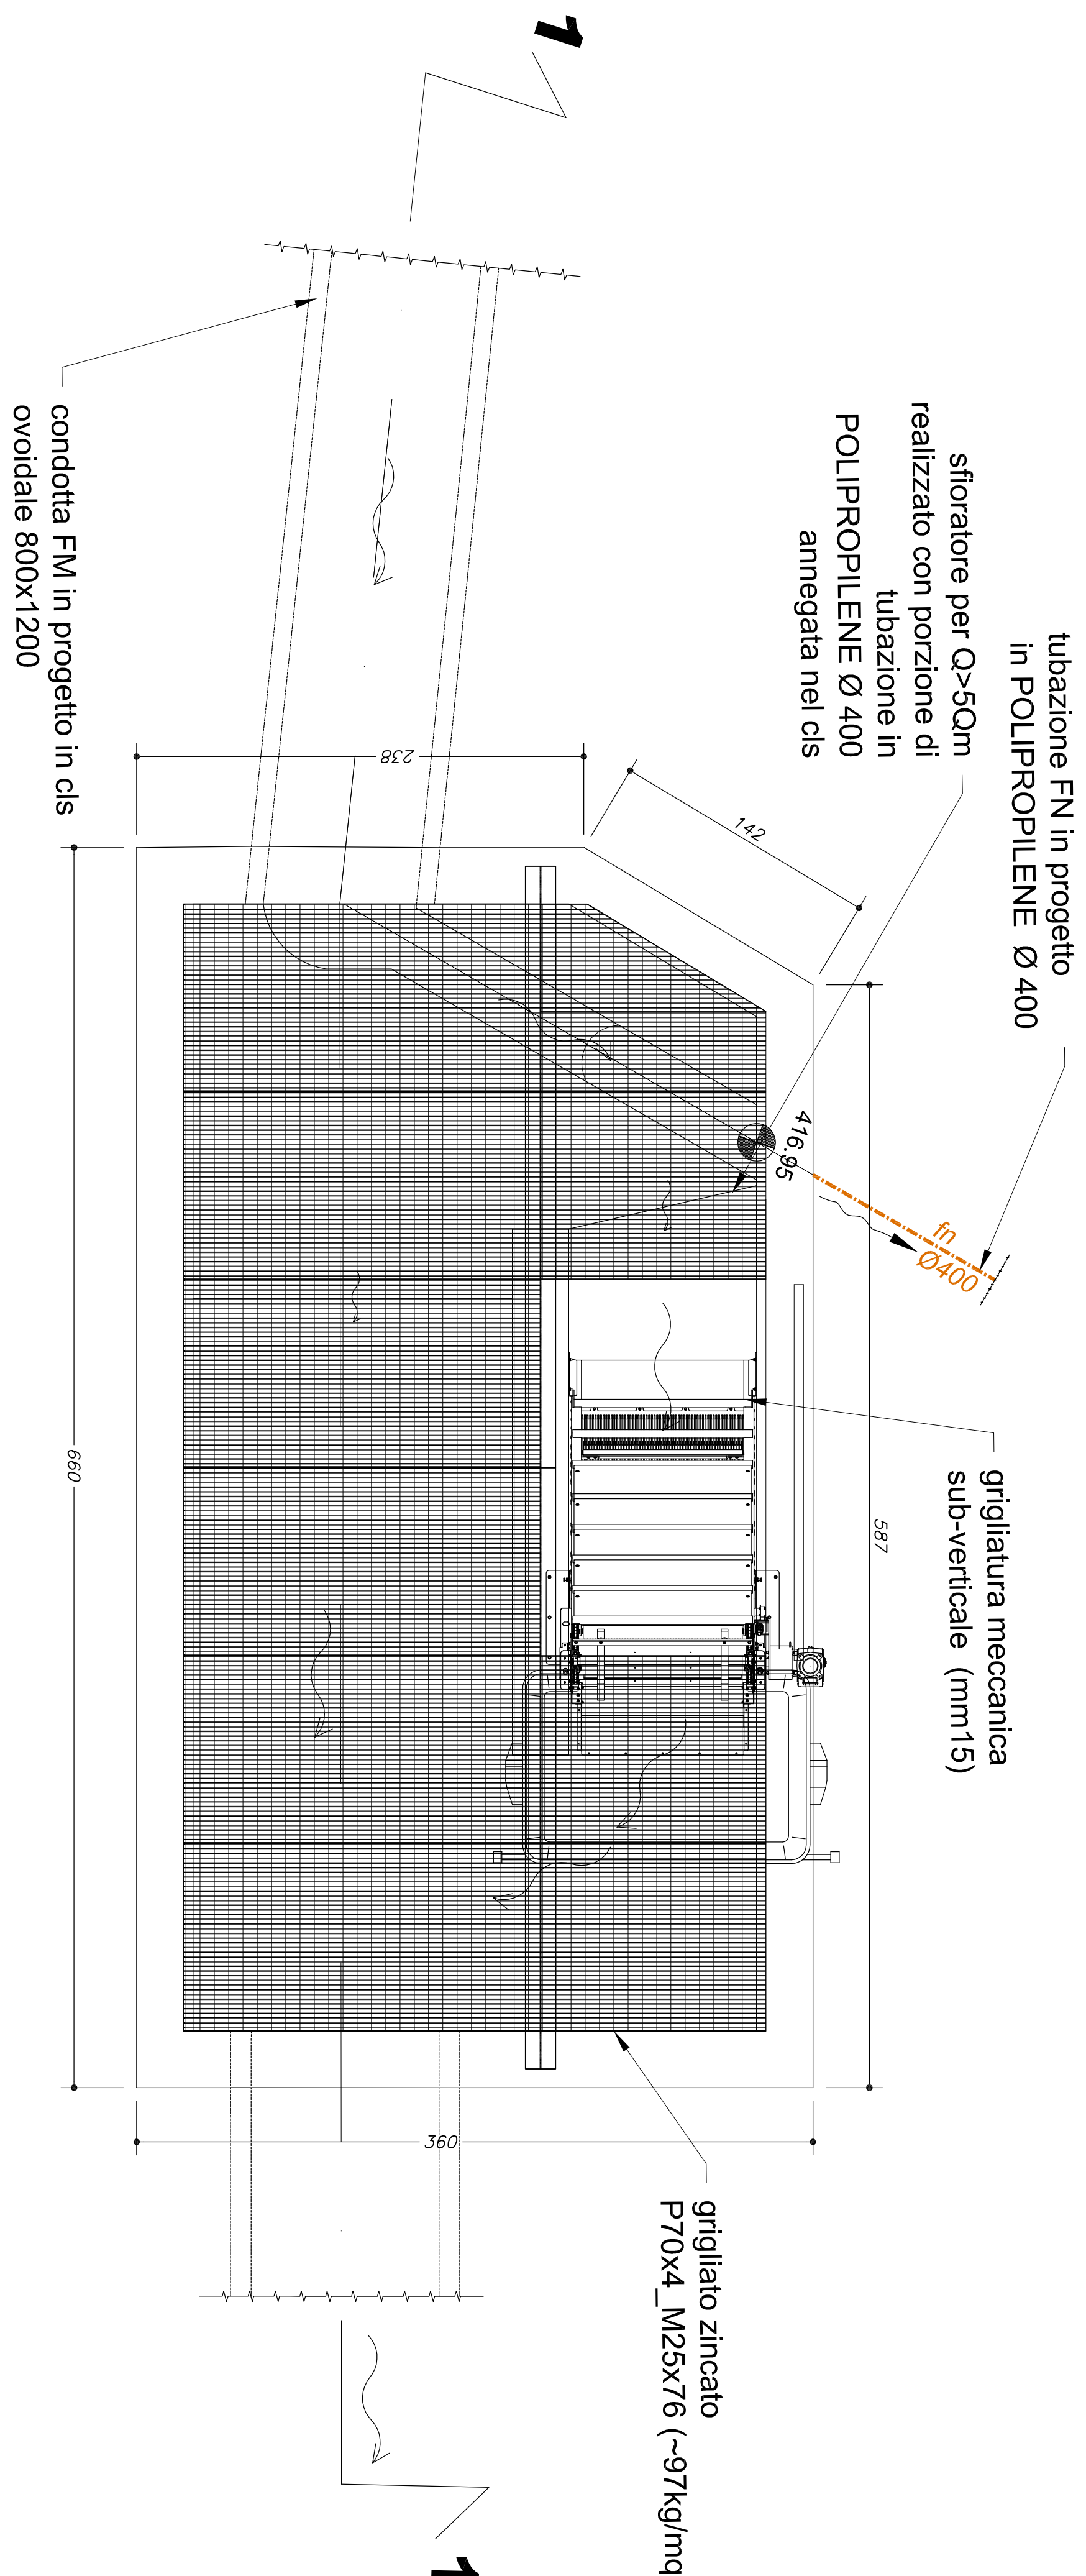 1
tubazione FN in progetto
in POLIPROPILENE Ø 400
sfioratore per Q>5Qm
realizzato con porzione di
tubazione in
POLIPROPILENE Ø 400
annegata nel cls
condotta FM in progetto in cls
ovoidale 800x1200
238
142
416.95
fn
Ø400
587
660
grigliatura meccanica
sub-verticale (mm15)
360
grigliato zincato
P70x4_M25x76 (~97kg/mq
1